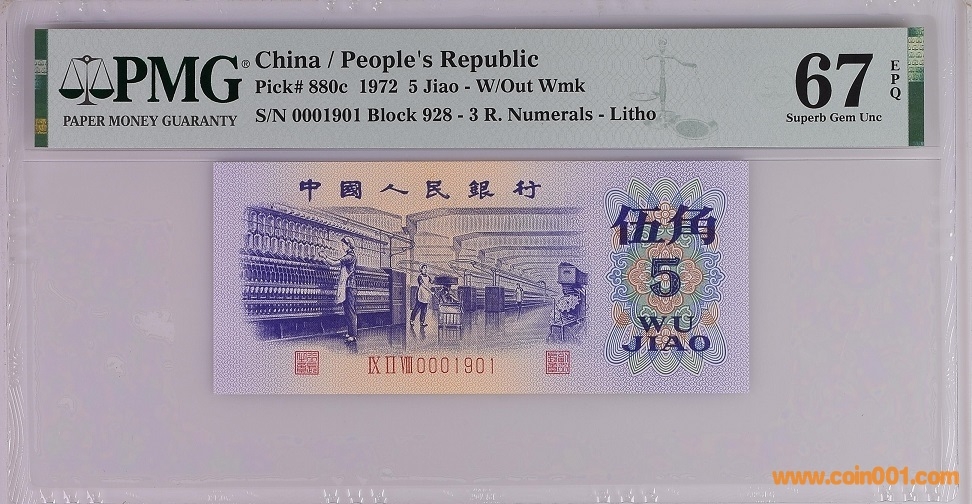 PMG®
PAPER MONEY GUARANTY
China / People's Republic
Pick# 880c 1972 5 Jiao - W/Out Wmk
S/N 0001901 Block 928 - 3 R. Numerals - Litho
67
EPQ
Superb Gem Unc
中國人民銀行
伍角
5
WU
JIAO
IX II VIII 0001901
www.coin001.com